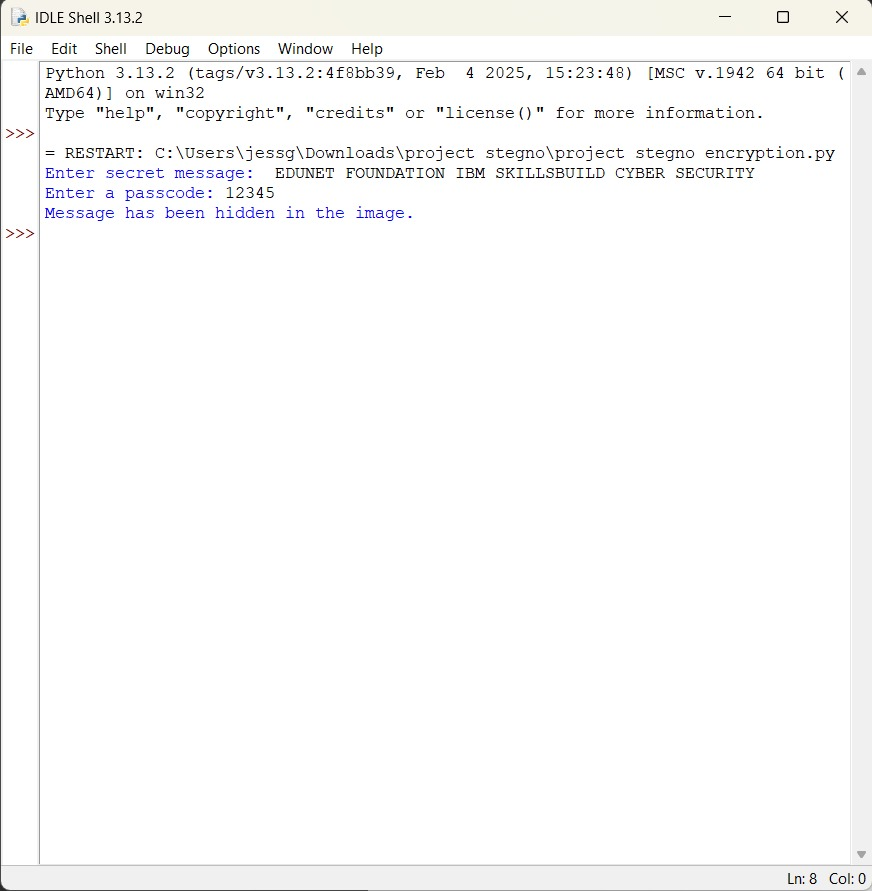 IDLE Shell 3.13.2
File Edit Shell Debug Options Window Help
Python 3.13.2 (tags/v3.13.2:4f8bb39, Feb  4 2025, 15:23:48) [MSC v.1942 64 bit (
AMD64)] on win32
Type "help", "copyright", "credits" or "license()" for more information.
>>>
= RESTART: C:\Users\jessg\Downloads\project stegno\project stegno encryption.py
Enter secret message:  EDUNET FOUNDATION IBM SKILLSBUILD CYBER SECURITY
Enter a passcode: 12345
Message has been hidden in the image.
>>>
Ln: 8 Col: 0